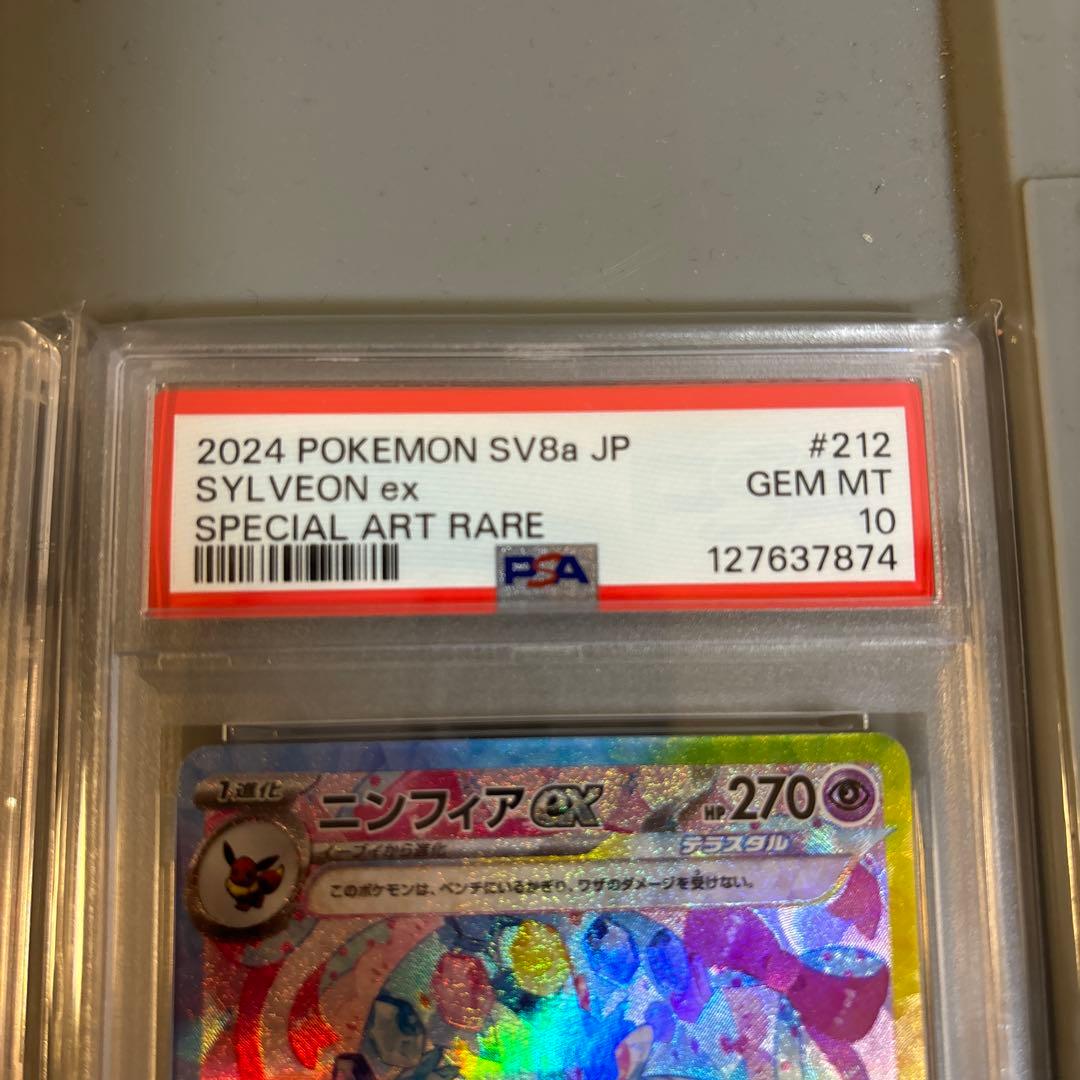 2024 POKEMON SV8a JP #212
SYLVEON ex GEM MT
SPECIAL ART RARE 10
PSA 127637874
1進化 ニンフィアex HP270
イーブイから進化 テラスタル
このポケモンは、ベンチにいるかぎり、ワザのダメージを受けない。